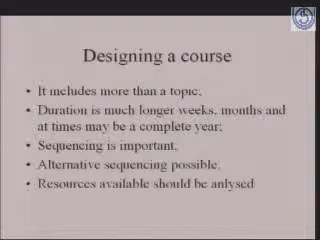 Designing a course
• It includes more than a topic;
• Duration is much longer weeks, months and
at times may be a complete year;
• Sequencing is important;
• Alternative sequencing possible.
• Resources available should be anlysed